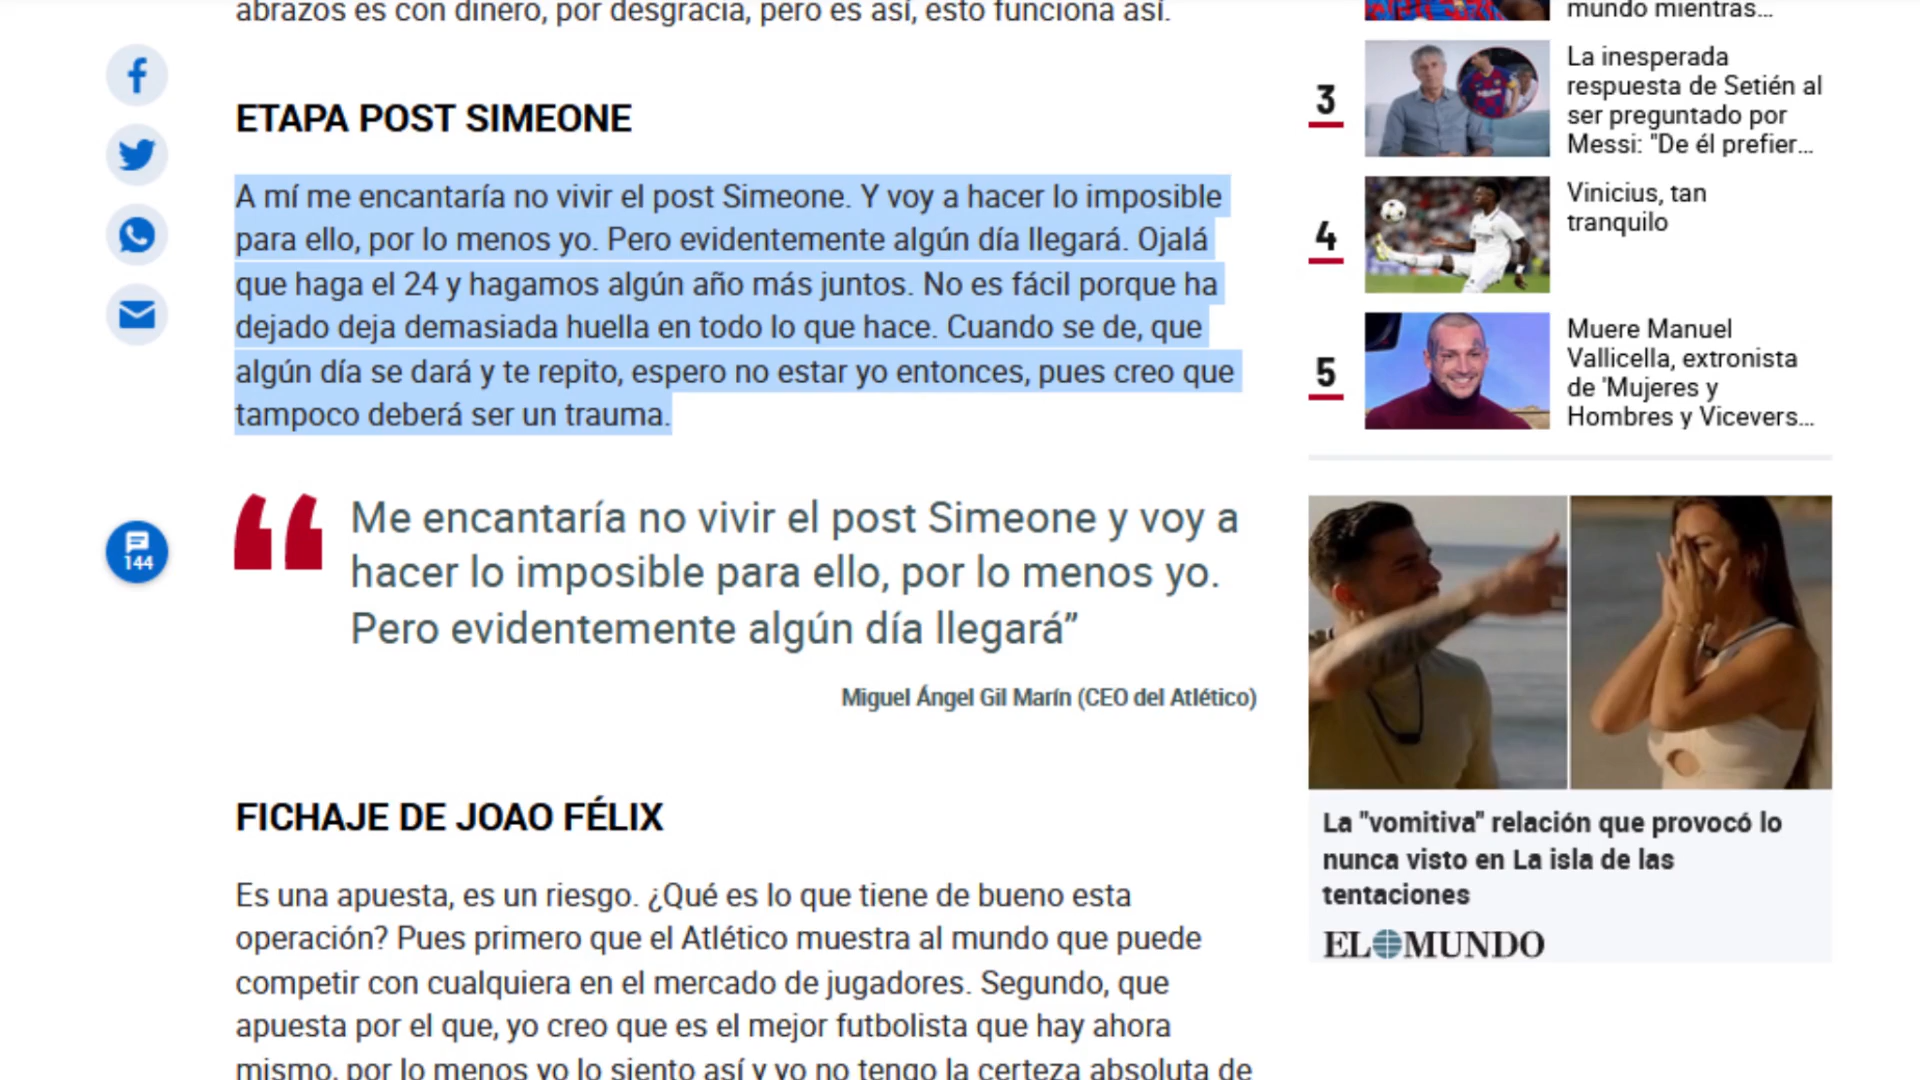 abrazos es con dinero, por desgracia, pero es así, esto funciona así.
ETAPA POST SIMEONE
A mí me encantaría no vivir el post Simeone. Y voy a hacer lo imposible
para ello, por lo menos yo. Pero evidentemente algún día llegará. Ojalá
que haga el 24 y hagamos algún año más juntos. No es fácil porque ha
dejado deja demasiada huella en todo lo que hace. Cuando se de, que
algún día se dará y te repito, espero no estar yo entonces, pues creo que
tampoco deberá ser un trauma.
144
“ Me encantaría no vivir el post Simeone y voy a
hacer lo imposible para ello, por lo menos yo.
Pero evidentemente algún día llegará”
Miguel Ángel Gil Marín (CEO del Atlético)
FICHAJE DE JOAO FÉLIX
Es una apuesta, es un riesgo. ¿Qué es lo que tiene de bueno esta
operación? Pues primero que el Atlético muestra al mundo que puede
competir con cualquiera en el mercado de jugadores. Segundo, que
apuesta por el que, yo creo que es el mejor futbolista que hay ahora
mismo, por lo menos yo lo siento así y yo no tengo la certeza absoluta de
mundo mientras...
3
La inesperada
respuesta de Setién al
ser preguntado por
Messi: "De él prefier...
4
Vinicius, tan
tranquilo
5
Muere Manuel
Vallicella, extronista
de 'Mujeres y
Hombres y Vicevers...
La "vomitiva" relación que provocó lo
nunca visto en La isla de las
tentaciones
EL MUNDO